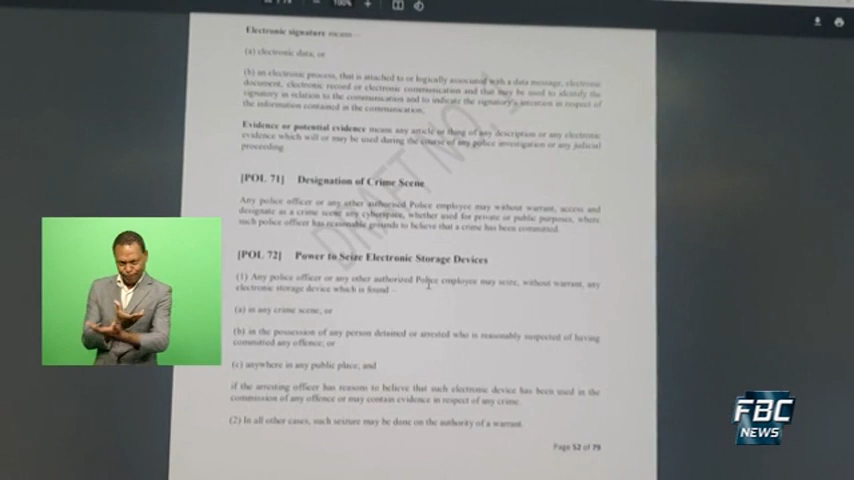 100%
Electronic signature means –
(a) electronic data, or
(b) an electronic process, that is attached to or logically associated with a data message, electronic
document, electronic record or electronic communication and that may be used to identify the
signatory in relation to the communication and to indicate the signatory's intention in respect of
the information contained in the communication;
Evidence or potential evidence means any article or thing of any description or any electronic
evidence which will or may be used during the course of any police investigation or any judicial
proceeding.
DRAFT NO. 1
[POL 71] Designation of Crime Scene
Any police officer or any other authorised Police employee may without warrant, access and
designate as a crime scene any cyberspace, whether used for private or public purposes, where
such police officer has reasonable grounds to believe that a crime has been committed.
[POL 72] Power to Seize Electronic Storage Devices
(1) Any police officer or any other authorized Police employee may seize, without warrant, any
electronic storage device which is found –
(a) in any crime scene, or
(b) in the possession of any person detained or arrested who is reasonably suspected of having
committed any offence; or
(c) anywhere in any public place; and
if the arresting officer has reasons to believe that such electronic device has been used in the
commission of any offence or may contain evidence in respect of any crime.
(2) In all other cases, such seizure may be done on the authority of a warrant.
Page 52 of 79
FBC
NEWS